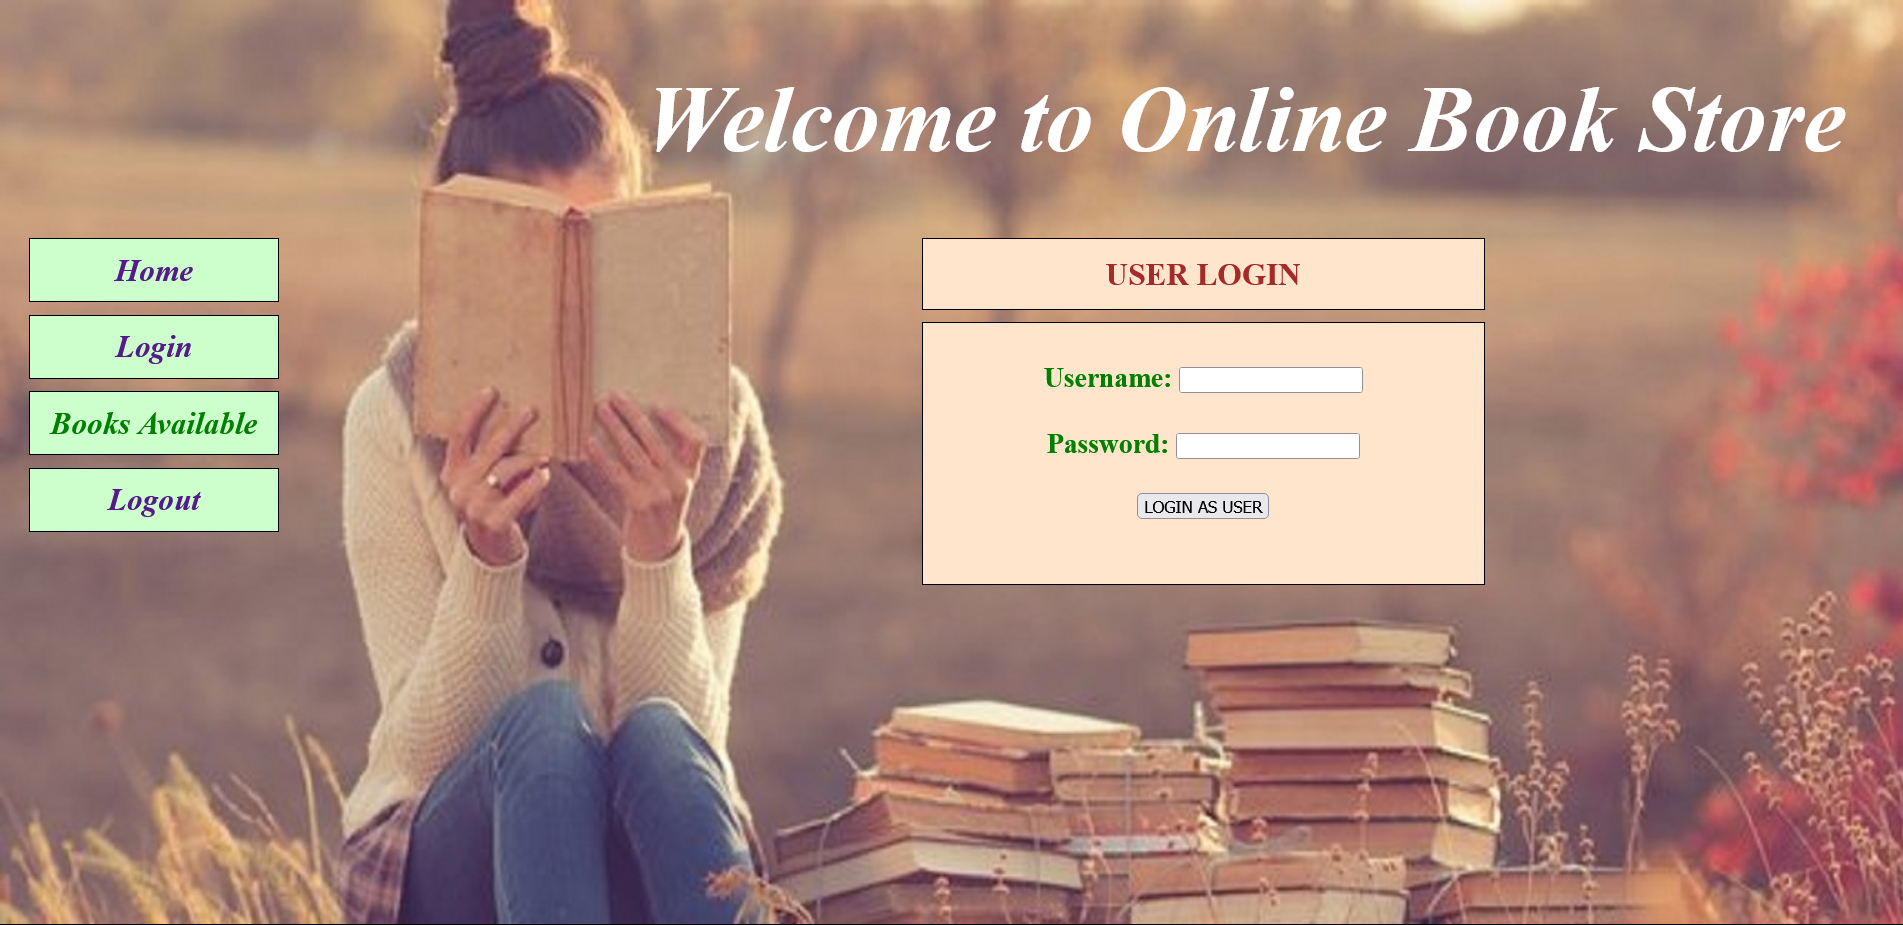 Welcome to Online Book Store
Home
Login
Books Available
Logout
USER LOGIN
Username:
Password:
LOGIN AS USER